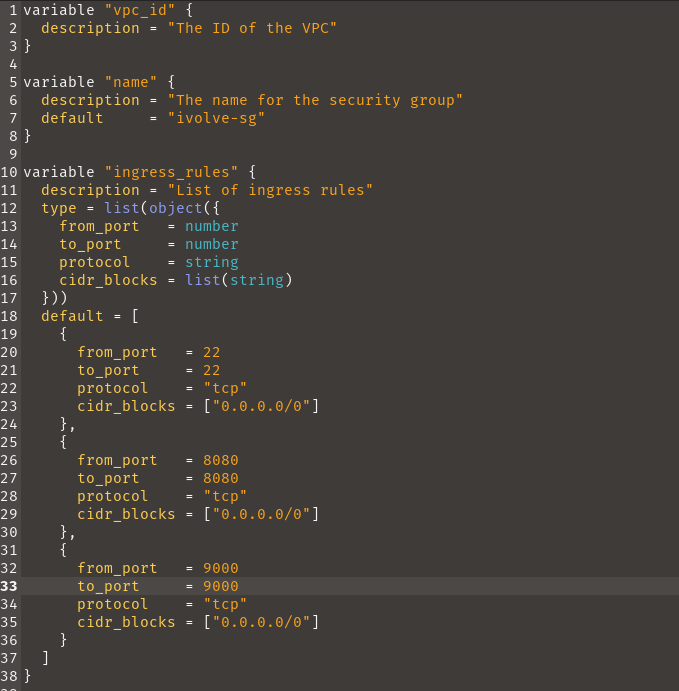 1 variable "vpc_id" {
2   description = "The ID of the VPC"
3 }
4
5 variable "name" {
6   description = "The name for the security group"
7   default     = "ivolve-sg"
8 }
9
10 variable "ingress_rules" {
11   description = "List of ingress rules"
12   type = list(object({
13     from_port   = number
14     to_port     = number
15     protocol    = string
16     cidr_blocks = list(string)
17   }))
18   default = [
19     {
20       from_port   = 22
21       to_port     = 22
22       protocol    = "tcp"
23       cidr_blocks = ["0.0.0.0/0"]
24     },
25     {
26       from_port   = 8080
27       to_port     = 8080
28       protocol    = "tcp"
29       cidr_blocks = ["0.0.0.0/0"]
30     },
31     {
32       from_port   = 9000
33       to_port     = 9000
34       protocol    = "tcp"
35       cidr_blocks = ["0.0.0.0/0"]
36     }
37   ]
38 }